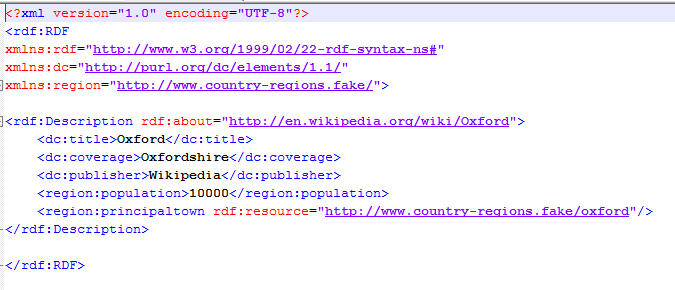 <?xml version="1.0" encoding="UTF-8"?>
<rdf:RDF
xmlns:rdf="http://www.w3.org/1999/02/22-rdf-syntax-ns#"
xmlns:dc="http://purl.org/dc/elements/1.1/"
xmlns:region="http://www.country-regions.fake/">
<rdf:Description rdf:about="http://en.wikipedia.org/wiki/Oxford">
<dc:title>Oxford</dc:title>
<dc:coverage>Oxfordshire</dc:coverage>
<dc:publisher>Wikipedia</dc:publisher>
<region:population>10000</region:population>
<region:principaltown rdf:resource="http://www.country-regions.fake/oxford"/>
</rdf:Description>
</rdf:RDF>